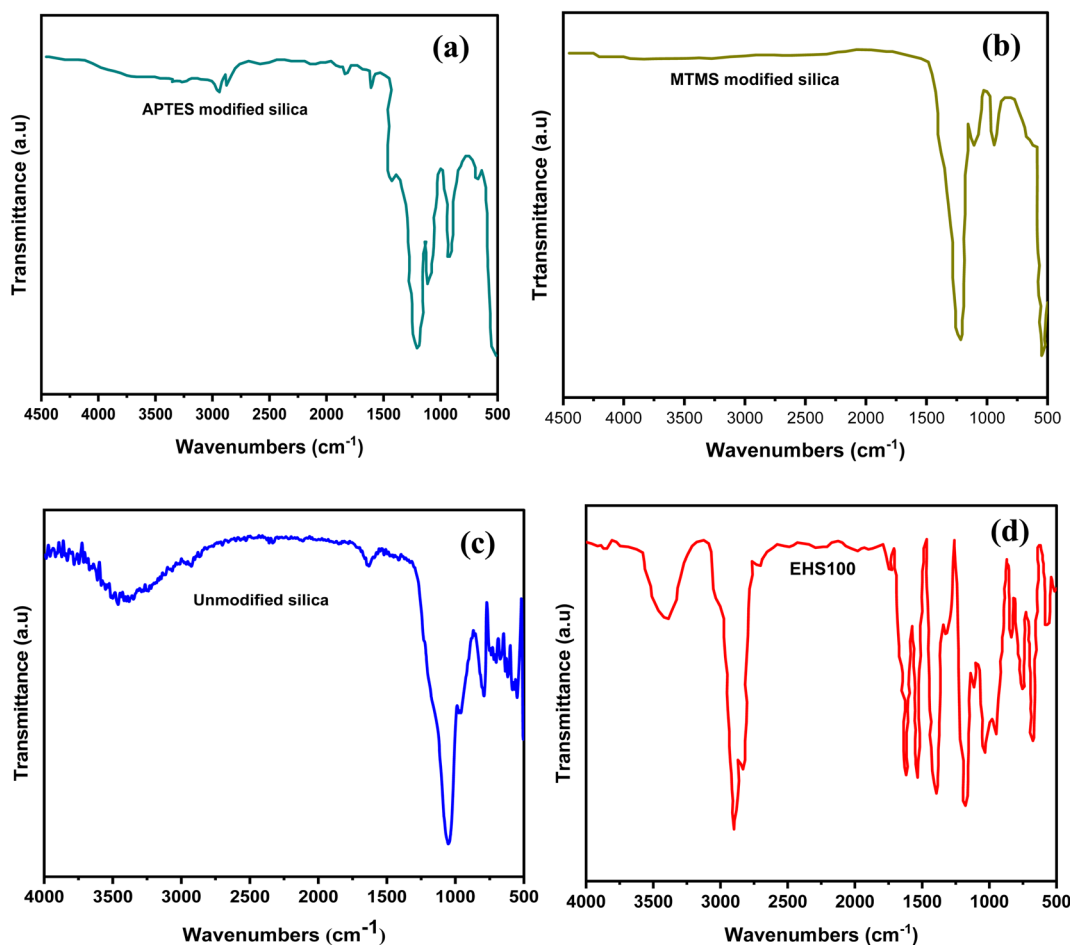 (a)
APTES modified silica
Transmittance (a.u)
4500 4000 3500 3000 2500 2000 1500 1000 500
Wavenumbers (cm-1)
(b)
MTMS modified silica
Trtansmittance (a.u)
4500 4000 3500 3000 2500 2000 1500 1000 500
Wavenumbers (cm-1)
(c)
Unmodified silica
Transmittance (a.u)
4000 3500 3000 2500 2000 1500 1000 500
Wavenumbers (cm-1)
(d)
EHS100
Transmittance (a.u)
4000 3500 3000 2500 2000 1500 1000 500
Wavenumbers (cm-1)